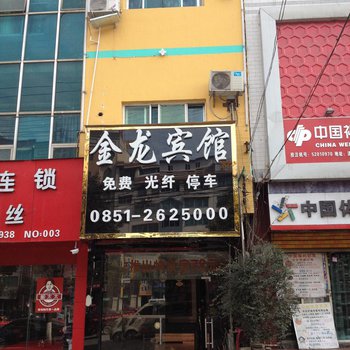 金龙宾馆
免费 光纤 停车
0851-2625000
连锁
丝
938 NO:003
中国福
CHINA WE
中国体